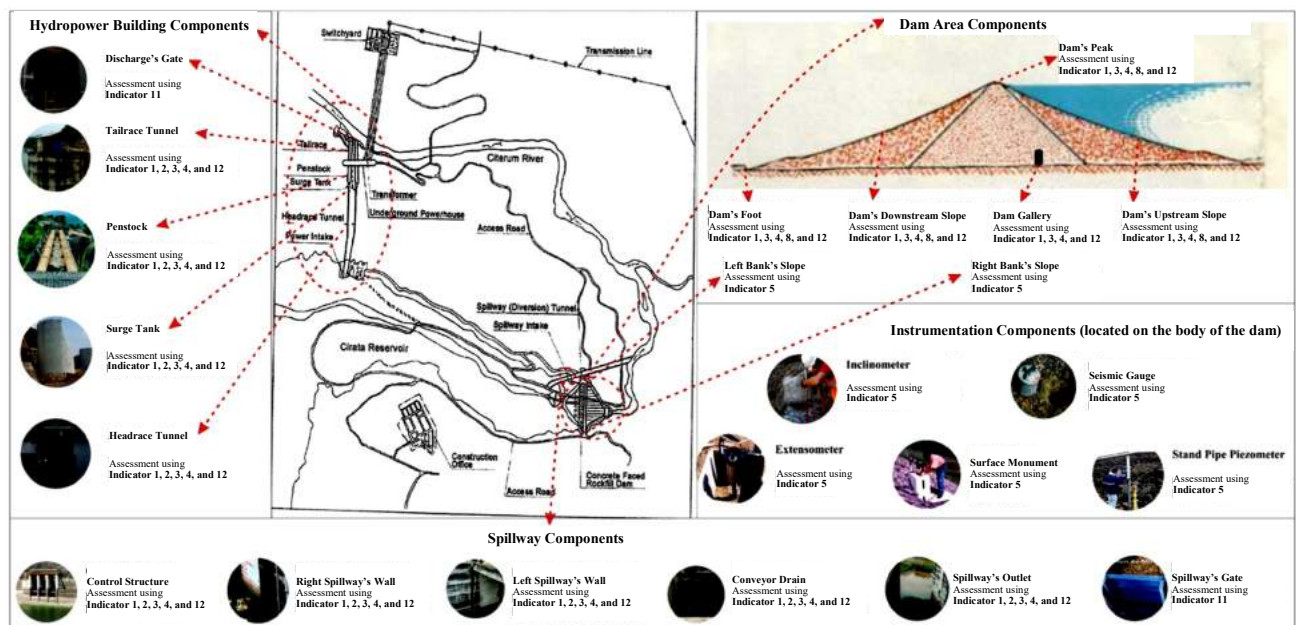 Hydropower Building Components
Discharge's Gate
Assessment using
Indicator 11
Tailrace Tunnel
Assessment using
Indicator 1, 2, 3, 4, and 12
Penstock
Assessment using
Indicator 1, 2, 3, 4, and 12
Surge Tank
Assessment using
Indicator 1, 2, 3, 4, and 12
Headrace Tunnel
Assessment using
Indicator 1, 2, 3, 4, and 12
Switchyard
Transmission Line
Tailrace
Citarum River
Penstock
Surge Tank
Transformer
Underground Powerhouse
Headrace Tunnel
Access Road
Power Intake
Spillway (Diversion) Tunnel
Spillway Intake
Cirata Reservoir
Construction
Office
Access Road
Concrete Faced
Rockfill Dam
Dam Area Components
Dam's Peak
Assessment using
Indicator 1, 3, 4, 8, and 12
Dam's Foot
Assessment using
Indicator 1, 3, 4, 8, and 12
Dam's Downstream Slope
Assessment using
Indicator 1, 3, 4, 8, and 12
Dam Gallery
Assessment using
Indicator 1, 3, 4, and 12
Dam's Upstream Slope
Assessment using
Indicator 1, 3, 4, 8, and 12
Left Bank's Slope
Assessment using
Indicator 5
Right Bank's Slope
Assessment using
Indicator 5
Instrumentation Components (located on the body of the dam)
Inclinometer
Assessment using
Indicator 5
Seismic Gauge
Assessment using
Indicator 5
Extensometer
Assessment using
Indicator 5
Surface Monument
Assessment using
Indicator 5
Stand Pipe Piezometer
Assessment using
Indicator 5
Spillway Components
Control Structure
Assessment using
Indicator 1, 2, 3, 4, and 12
Right Spillway's Wall
Assessment using
Indicator 1, 2, 3, 4, and 12
Left Spillway's Wall
Assessment using
Indicator 1, 2, 3, 4, and 12
Conveyor Drain
Assessment using
Indicator 1, 2, 3, 4, and 12
Spillway's Outlet
Assessment using
Indicator 1, 2, 3, 4, and 12
Spillway's Gate
Assessment using
Indicator 11